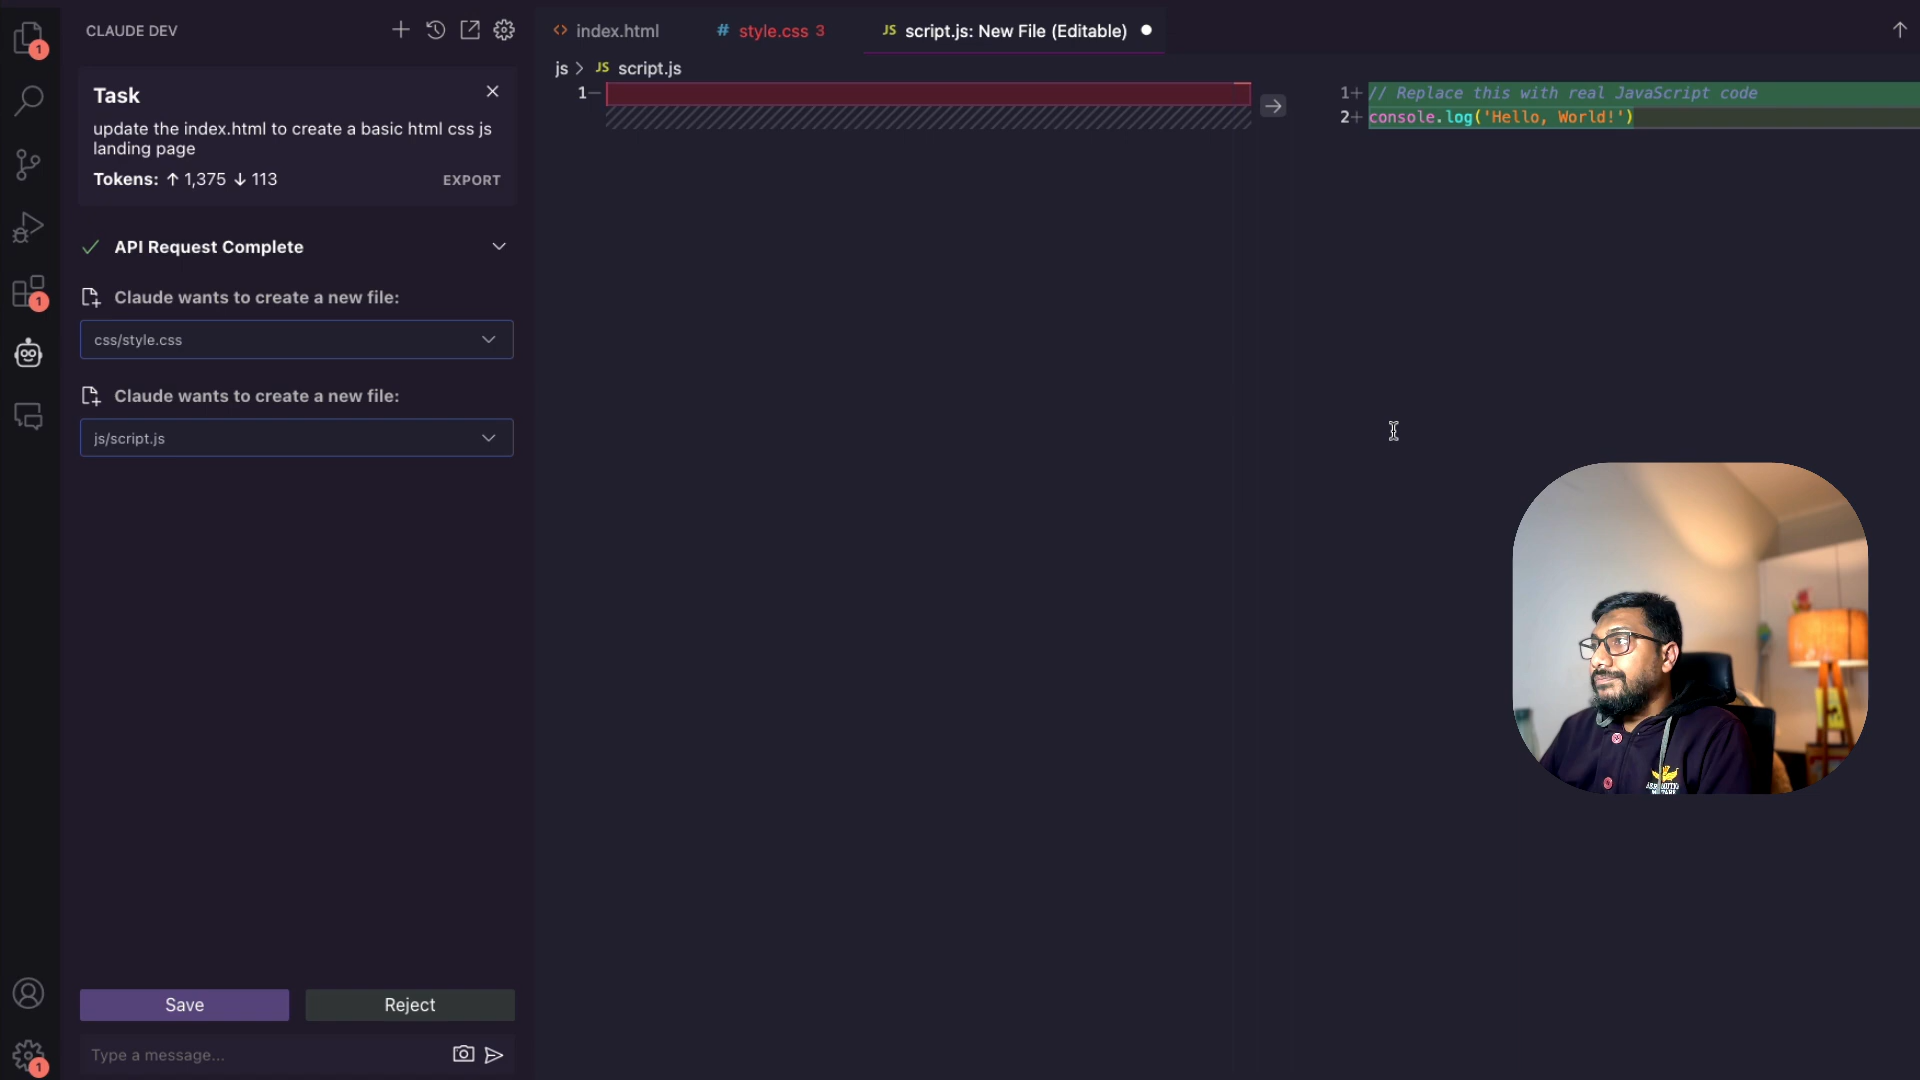 CLAUDE DEV
index.html
# style.css 3
JS script.js: New File (Editable)
js > JS script.js
Task
update the index.html to create a basic html css js
landing page
Tokens: ↑ 1,375 ↓ 113
EXPORT
API Request Complete
Claude wants to create a new file:
css/style.css
Claude wants to create a new file:
js/script.js
1
1+ // Replace this with real JavaScript code
2+ console.log('Hello, World!')
Save
Reject
Type a message...
1
1
1